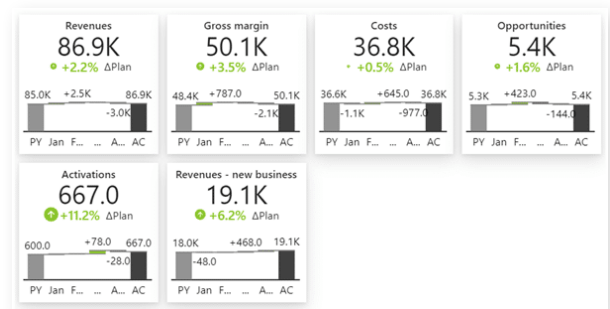 Revenues
86.9K
+2.2% ΔPlan
85.0K +2.5K 86.9K
-3.0K
PY Jan F... ... A... AC
Gross margin
50.1K
+3.5% ΔPlan
48.4K +787.0 50.1K
-2.1K
PY Jan F... ... A... AC
Costs
36.8K
+0.5% ΔPlan
36.6K +645.0 36.8K
-1.1K -977.0
PY Jan F... ... A... AC
Opportunities
5.4K
+1.6% ΔPlan
5.3K +423.0 5.4K
-144.0
PY Jan F... ... A... AC
Activations
667.0
+11.2% ΔPlan
600.0 +78.0 667.0
-28.0
PY Jan F... ... A... AC
Revenues - new business
19.1K
+6.2% ΔPlan
18.0K +468.0 19.1K
-48.0
PY Jan F... ... A... AC